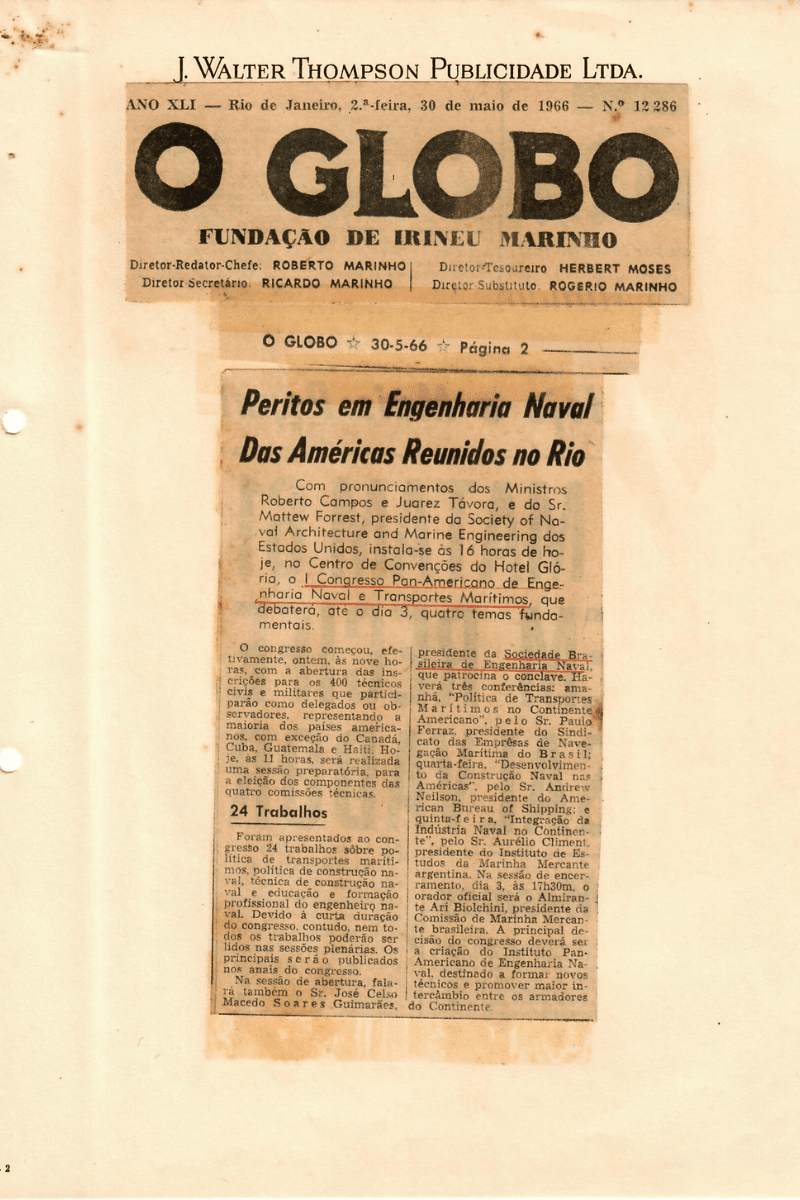 J. WALTER THOMPSON PUBLICIDADE LTDA.
ANO XLI — Rio de Janeiro, 2.ª-feira, 30 de maio de 1966 — N.º 12 286
O GLOBO
FUNDAÇÃO DE IRINEU MARINHO
Diretor-Redator-Chefe: ROBERTO MARINHO
Diretor Secretário: RICARDO MARINHO
Diretor-Tesoureiro HERBERT MOSES
Diretor Substituto: ROGERIO MARINHO
O GLOBO ☆ 30-5-66 ☆ Página 2
Peritos em Engenharia Naval
Das Américas Reunidos no Rio
Com pronunciamentos dos Ministros
Roberto Campos e Juarez Távora, e do Sr.
Mattew Forrest, presidente da Society of Na-
val Architecture and Marine Engineering dos
Estados Unidos, instala-se às 16 horas de ho-
je, no Centro de Convenções do Hotel Gló-
ria, o I Congresso Pan-Americano de Enge-
nharia Naval e Transportes Marítimos, que
debaterá, até o dia 3, quatro temas funda-
mentais.
O congresso começou, efe-
tivamente, ontem, às nove ho-
ras, com a abertura das ins-
crições para os 400 técnicos
civis e militares que partici-
parão como delegados ou ob-
servadores, representando a
maioria dos países america-
nos, com exceção do Canadá,
Cuba, Guatemala e Haiti. Ho-
je, às 11 horas, será realizada
uma sessão preparatória, para
a eleição dos componentes das
quatro comissões técnicas.
24 Trabalhos
Foram apresentados ao con-
gresso 24 trabalhos sôbre po-
lítica de transportes maríti-
mos, política de construção na-
val, técnica de construção na-
val e educação e formação
profissional do engenheiro na-
val. Devido à curta duração
do congresso, contudo, nem to-
dos os trabalhos poderão ser
lidos nas sessões plenárias. Os
principais serão publicados
nos anais do congresso.
Na sessão de abertura, fala-
rá também o Sr. José Celso
Macedo Soares Guimarães,
presidente da Sociedade Bra-
sileira de Engenharia Naval,
que patrocina o conclave. Ha-
verá três conferências: ama-
nhã, "Política de Transportes
Marítimos no Continente
Americano", pelo Sr. Paulo
Ferraz, presidente do Sindi-
cato das Emprêsas de Nave-
gação Marítima do Brasil;
quarta-feira, "Desenvolvimen-
to da Construção Naval nas
Américas", pelo Sr. Andrew
Neilson, presidente do Ame-
rican Bureau of Shipping; e
quinta-feira, "Integração da
Indústria Naval no Continen-
te", pelo Sr. Aurélio Climent,
presidente do Instituto de Es-
tudos da Marinha Mercante
argentina. Na sessão de encer-
ramento, dia 3, às 17h30m, o
orador oficial será o Almiran-
te Ari Biolchini, presidente da
Comissão de Marinha Mercan-
te brasileira. A principal de-
cisão do congresso deverá ser
a criação do Instituto Pan-
Americano de Engenharia Na-
val, destinado a formar novos
técnicos e promover maior in-
tercâmbio entre os armadores
do Continente.
2